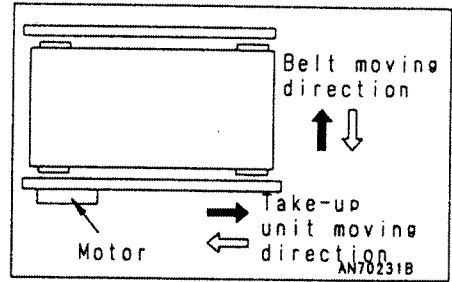 Belt moving
direction
Take-up
unit moving
direction
Motor
AN70231B